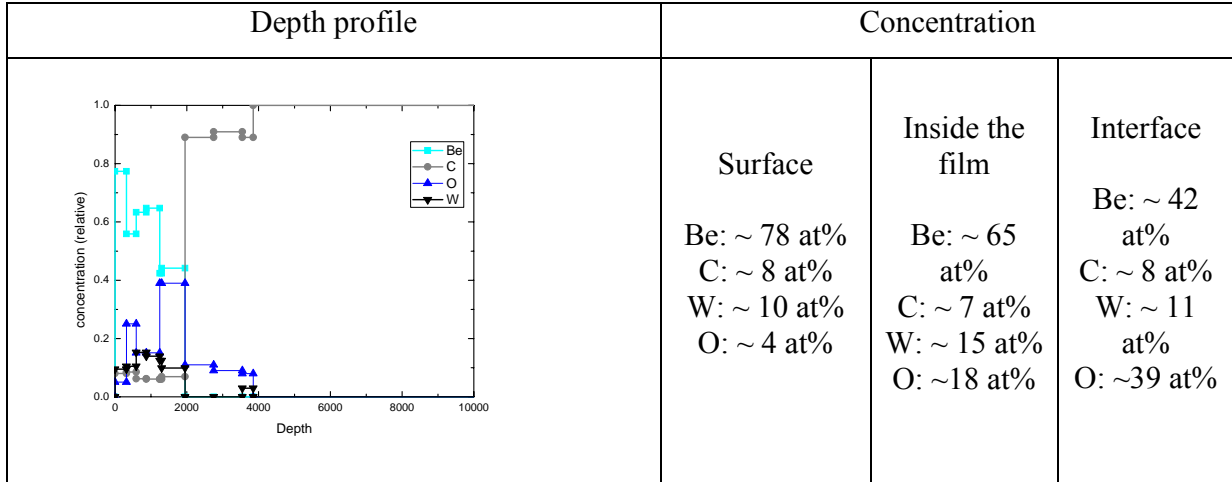 Depth profile
Concentration
1.0
0.8
0.6
0.4
0.2
0.0
0
2000
4000
6000
8000
10000
concentration (relative)
Depth
Be
C
O
W
Surface
Be: ~ 78 at%
C: ~ 8 at%
W: ~ 10 at%
O: ~ 4 at%
Inside the
film
Be: ~ 65
at%
C: ~ 7 at%
W: ~ 15 at%
O: ~18 at%
Interface
Be: ~ 42
at%
C: ~ 8 at%
W: ~ 11
at%
O: ~39 at%